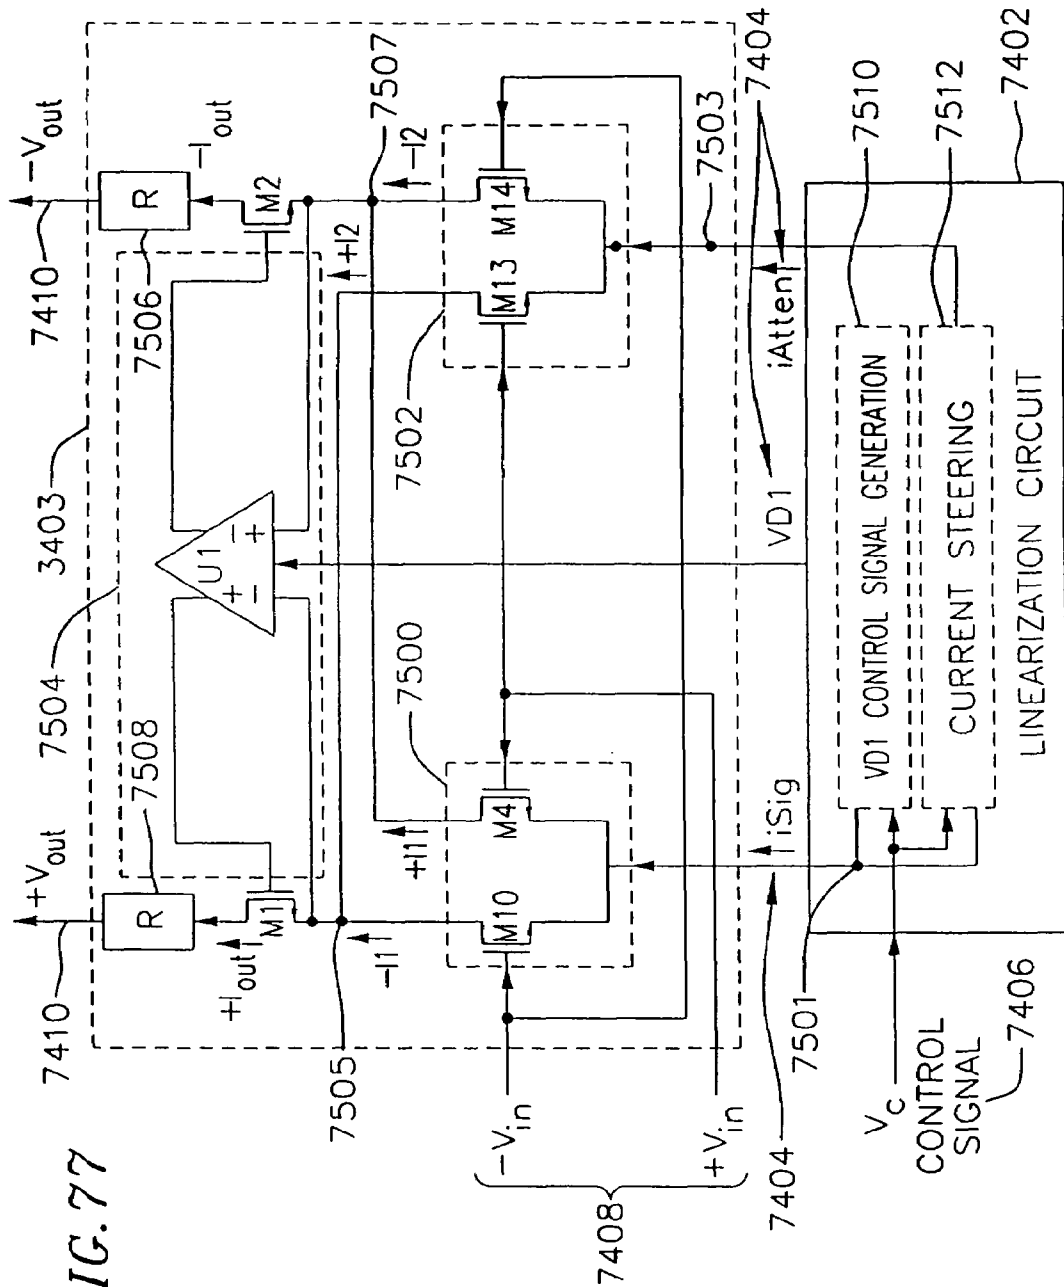 7410
+Vout
7508
7504
3403
7506
7410
-Vout
R
R
+Iout
-Iout
M1
M2
+ -
U1
- +
7505
7507
-I1
+I1
+I2
-I2
7500
7502
M10
M4
M13
M14
7503
7404
-Vin
+Vin
7408
7404
iSig
VD1
iAtten
7501
Vc
CONTROL
SIGNAL
7406
VD1 CONTROL SIGNAL GENERATION
CURRENT STEERING
LINEARIZATION CIRCUIT
7510
7512
7402
IG. 77